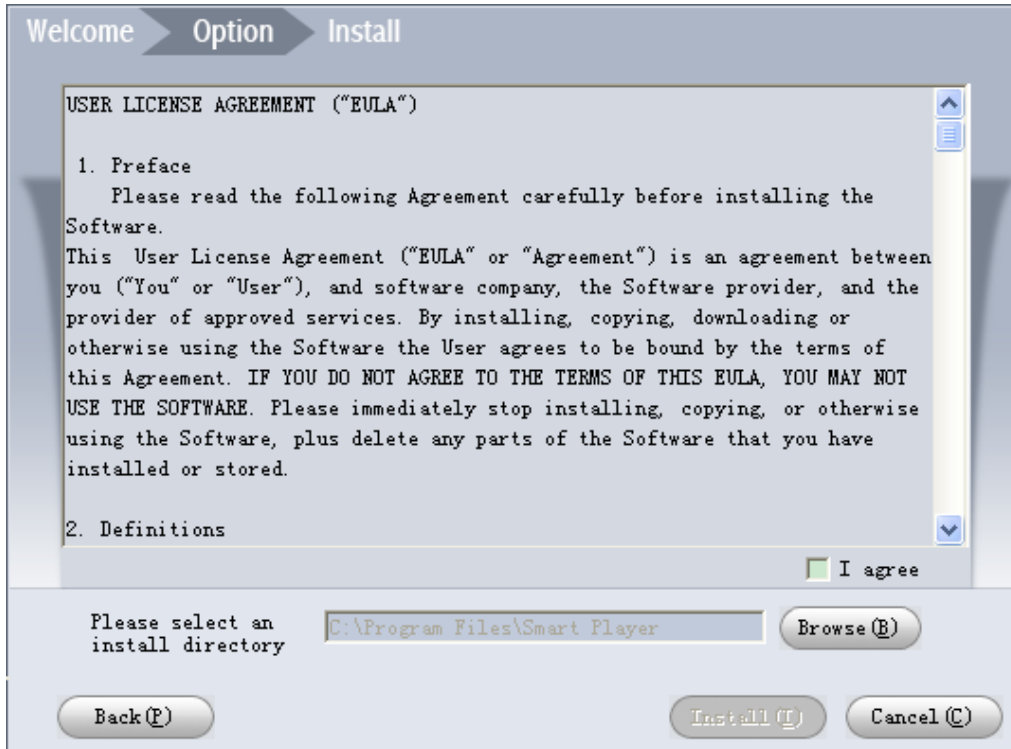 Welcome Option Install
USER LICENSE AGREEMENT ("EULA")
1. Preface
Please read the following Agreement carefully before installing the
Software.
This User License Agreement ("EULA" or "Agreement") is an agreement between
you ("You" or "User"), and software company, the Software provider, and the
provider of approved services. By installing, copying, downloading or
otherwise using the Software the User agrees to be bound by the terms of
this Agreement. IF YOU DO NOT AGREE TO THE TERMS OF THIS EULA, YOU MAY NOT
USE THE SOFTWARE. Please immediately stop installing, copying, or otherwise
using the Software, plus delete any parts of the Software that you have
installed or stored.
2. Definitions
I agree
Please select an
install directory
C:\Program Files\Smart Player
Browse(B)
Back(P)
Install(I)
Cancel(C)